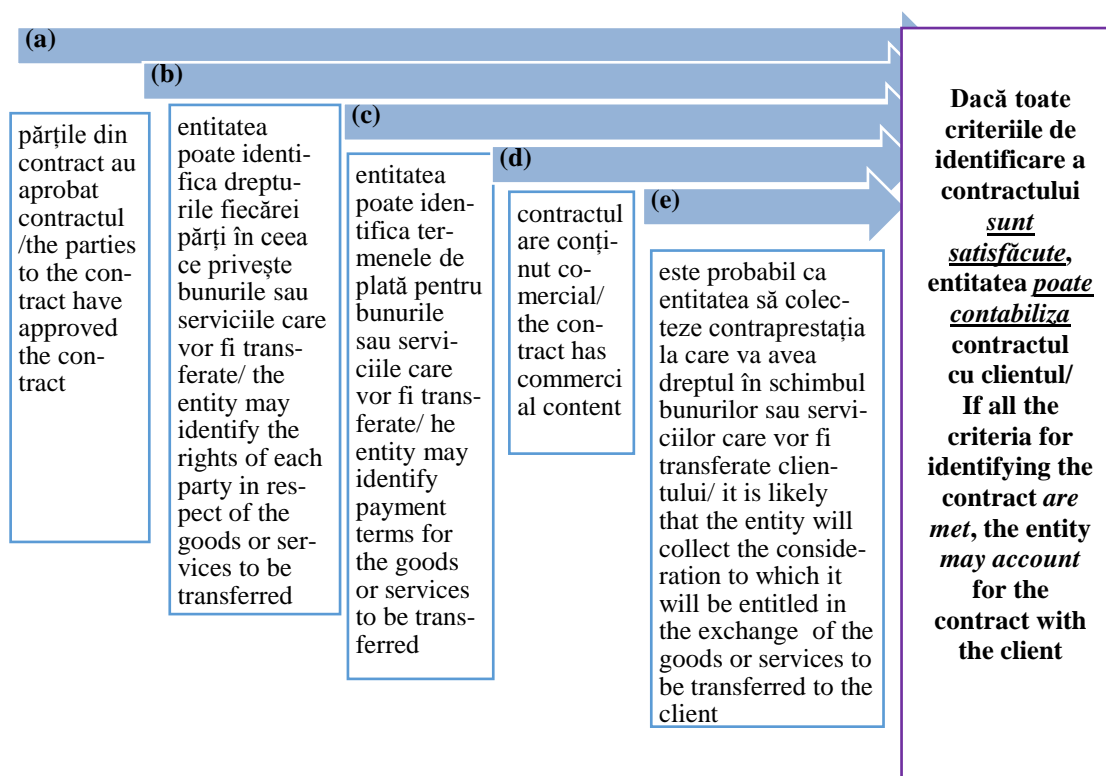 (a)
părțile din
contract au
aprobat
contractul
/the parties
to the con-
tract have
approved
the con-
tract
(b)
entitatea
poate identi-
fica dreptu-
rile fiecărei
părți în ceea
ce privește
bunurile sau
serviciile care
vor fi trans-
ferate/ the
entity may
identify the
rights of each
party in res-
pect of the
goods or ser-
vices to be
transferred
(c)
entitatea
poate iden-
tifica ter-
menele de
plată pentru
bunurile
sau servi-
ciile care
vor fi trans-
ferate/ he
entity may
identify
payment
terms for
the goods
or services
to be trans-
ferred
(d)
contractul
are conți-
nut co-
mercial/
the con-
tract has
commerci
al content
(e)
este probabil ca
entitatea să colec-
teze contraprestația
la care va avea
dreptul în schimbul
bunurilor sau servi-
ciilor care vor fi
transferate clien-
tului/ it is likely
that the entity will
collect the conside-
ration to which it
will be entitled in
the exchange of the
goods or services to
be transferred to the
client
Dacă toate
criteriile de
identificare a
contractului
sunt
satisfăcute,
entitatea poate
contabiliza
contractul
cu clientul/
If all the
criteria for
identifying the
contract are
met, the entity
may account
for the
contract with
the client